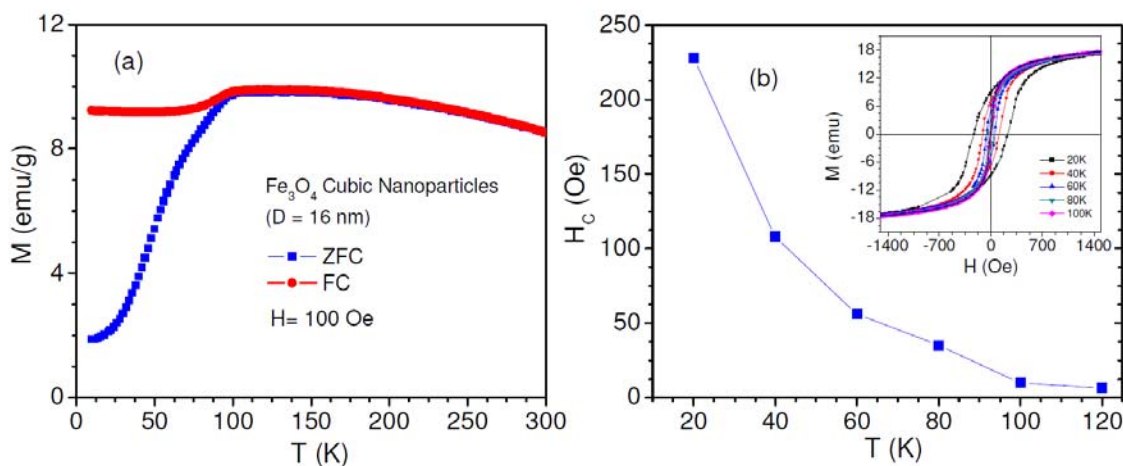 12
(a)
8
M (emu/g)
Fe3O4 Cubic Nanoparticles
(D = 16 nm)
ZFC
4
FC
H= 100 Oe
0
0 50 100 150 200 250 300
T (K)
250
(b)
200
150
HC (Oe)
100
50
0
20 40 60 80 100 120
T (K)
18
12
6
0
-6
-12
-18
M (emu)
20K
40K
60K
80K
100K
-1400 -700 0 700 1400
H (Oe)